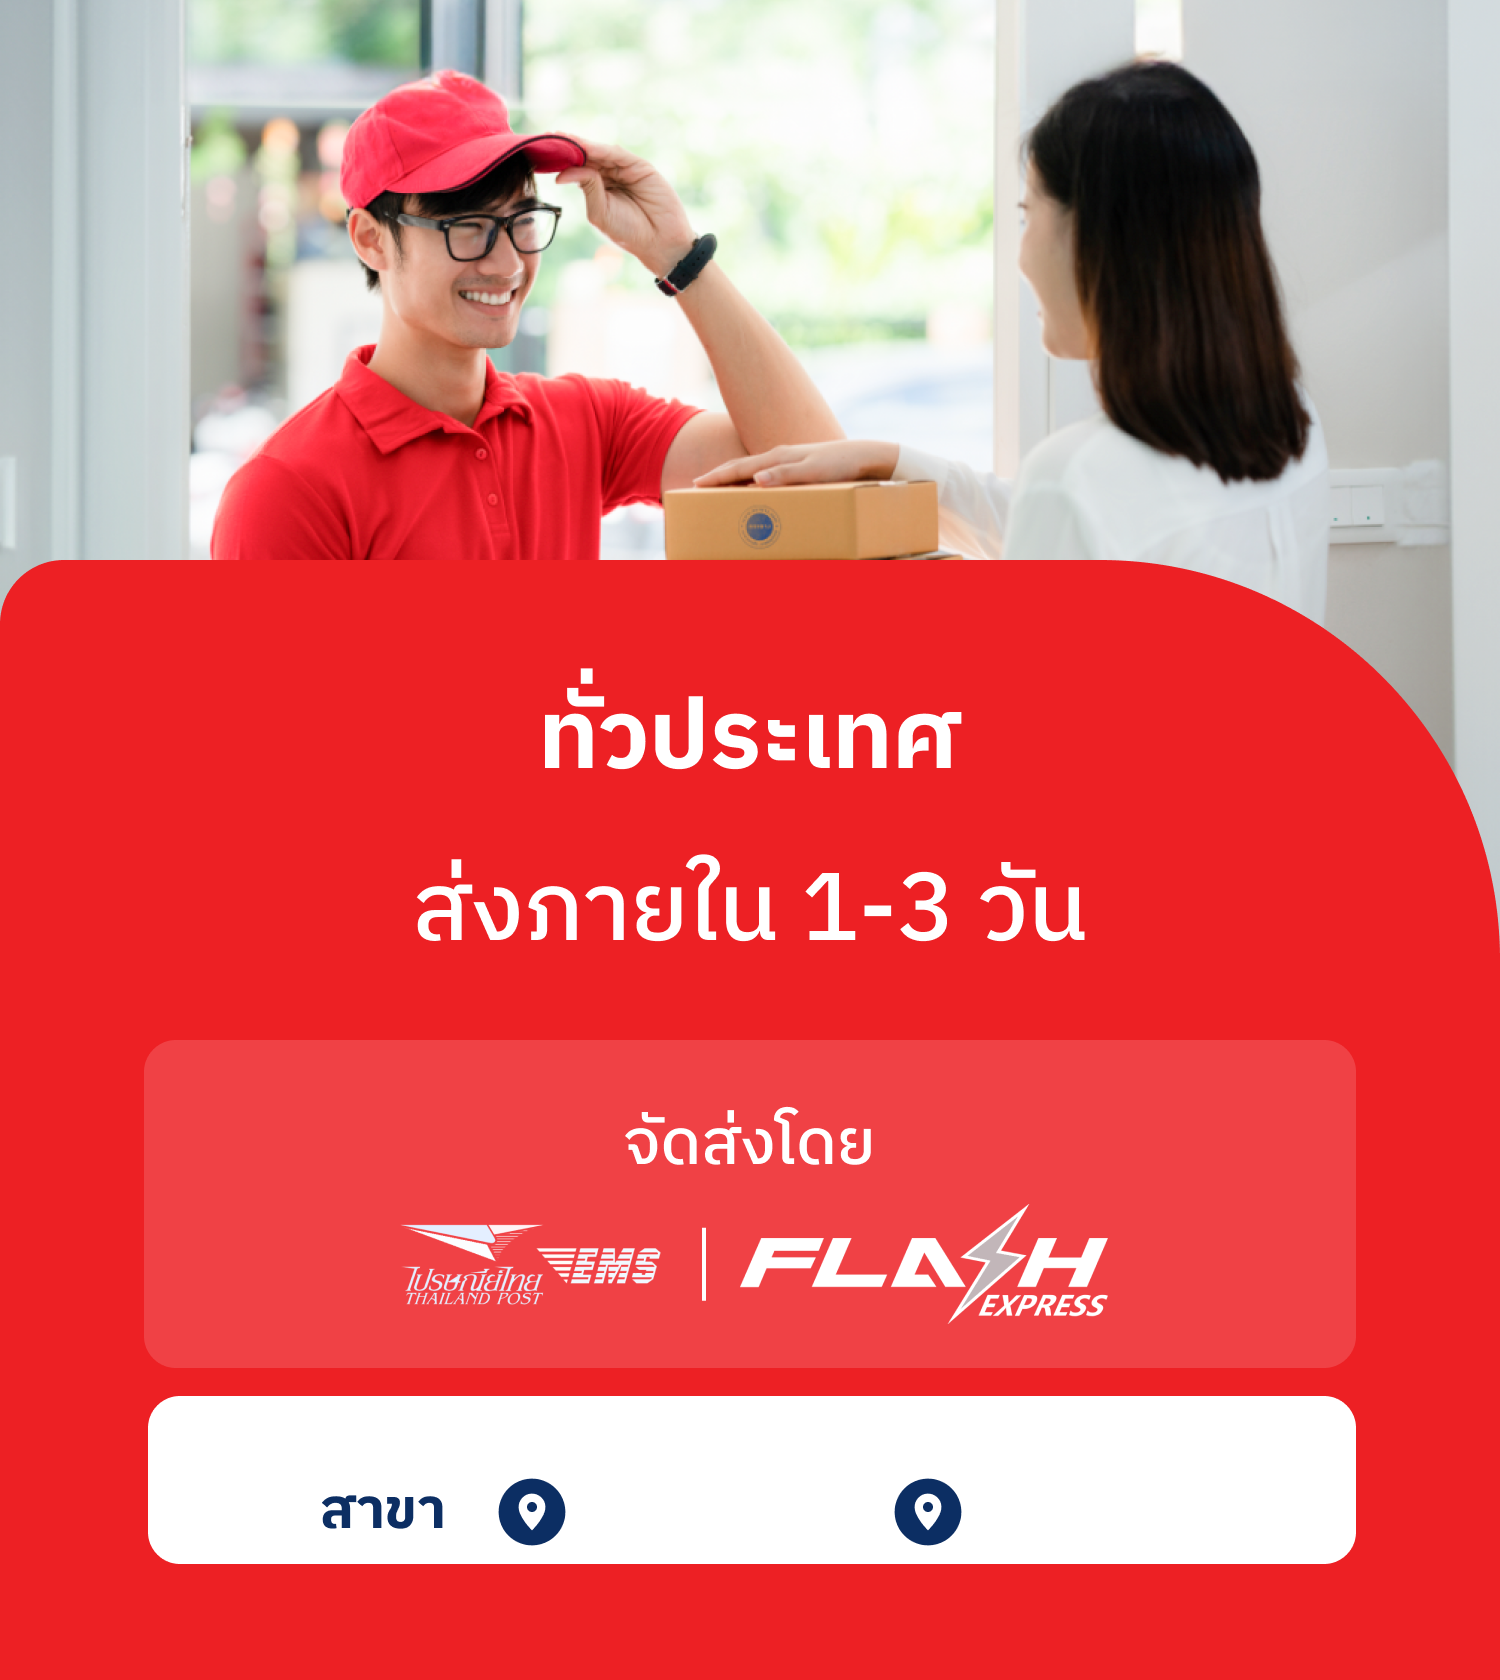 ทั่วประเทศ
ส่งภายใน 1-3 วัน
จัดส่งโดย
ไปรษณีย์ไทย
THAILAND POST
EMS
FLASH
EXPRESS
สาขา